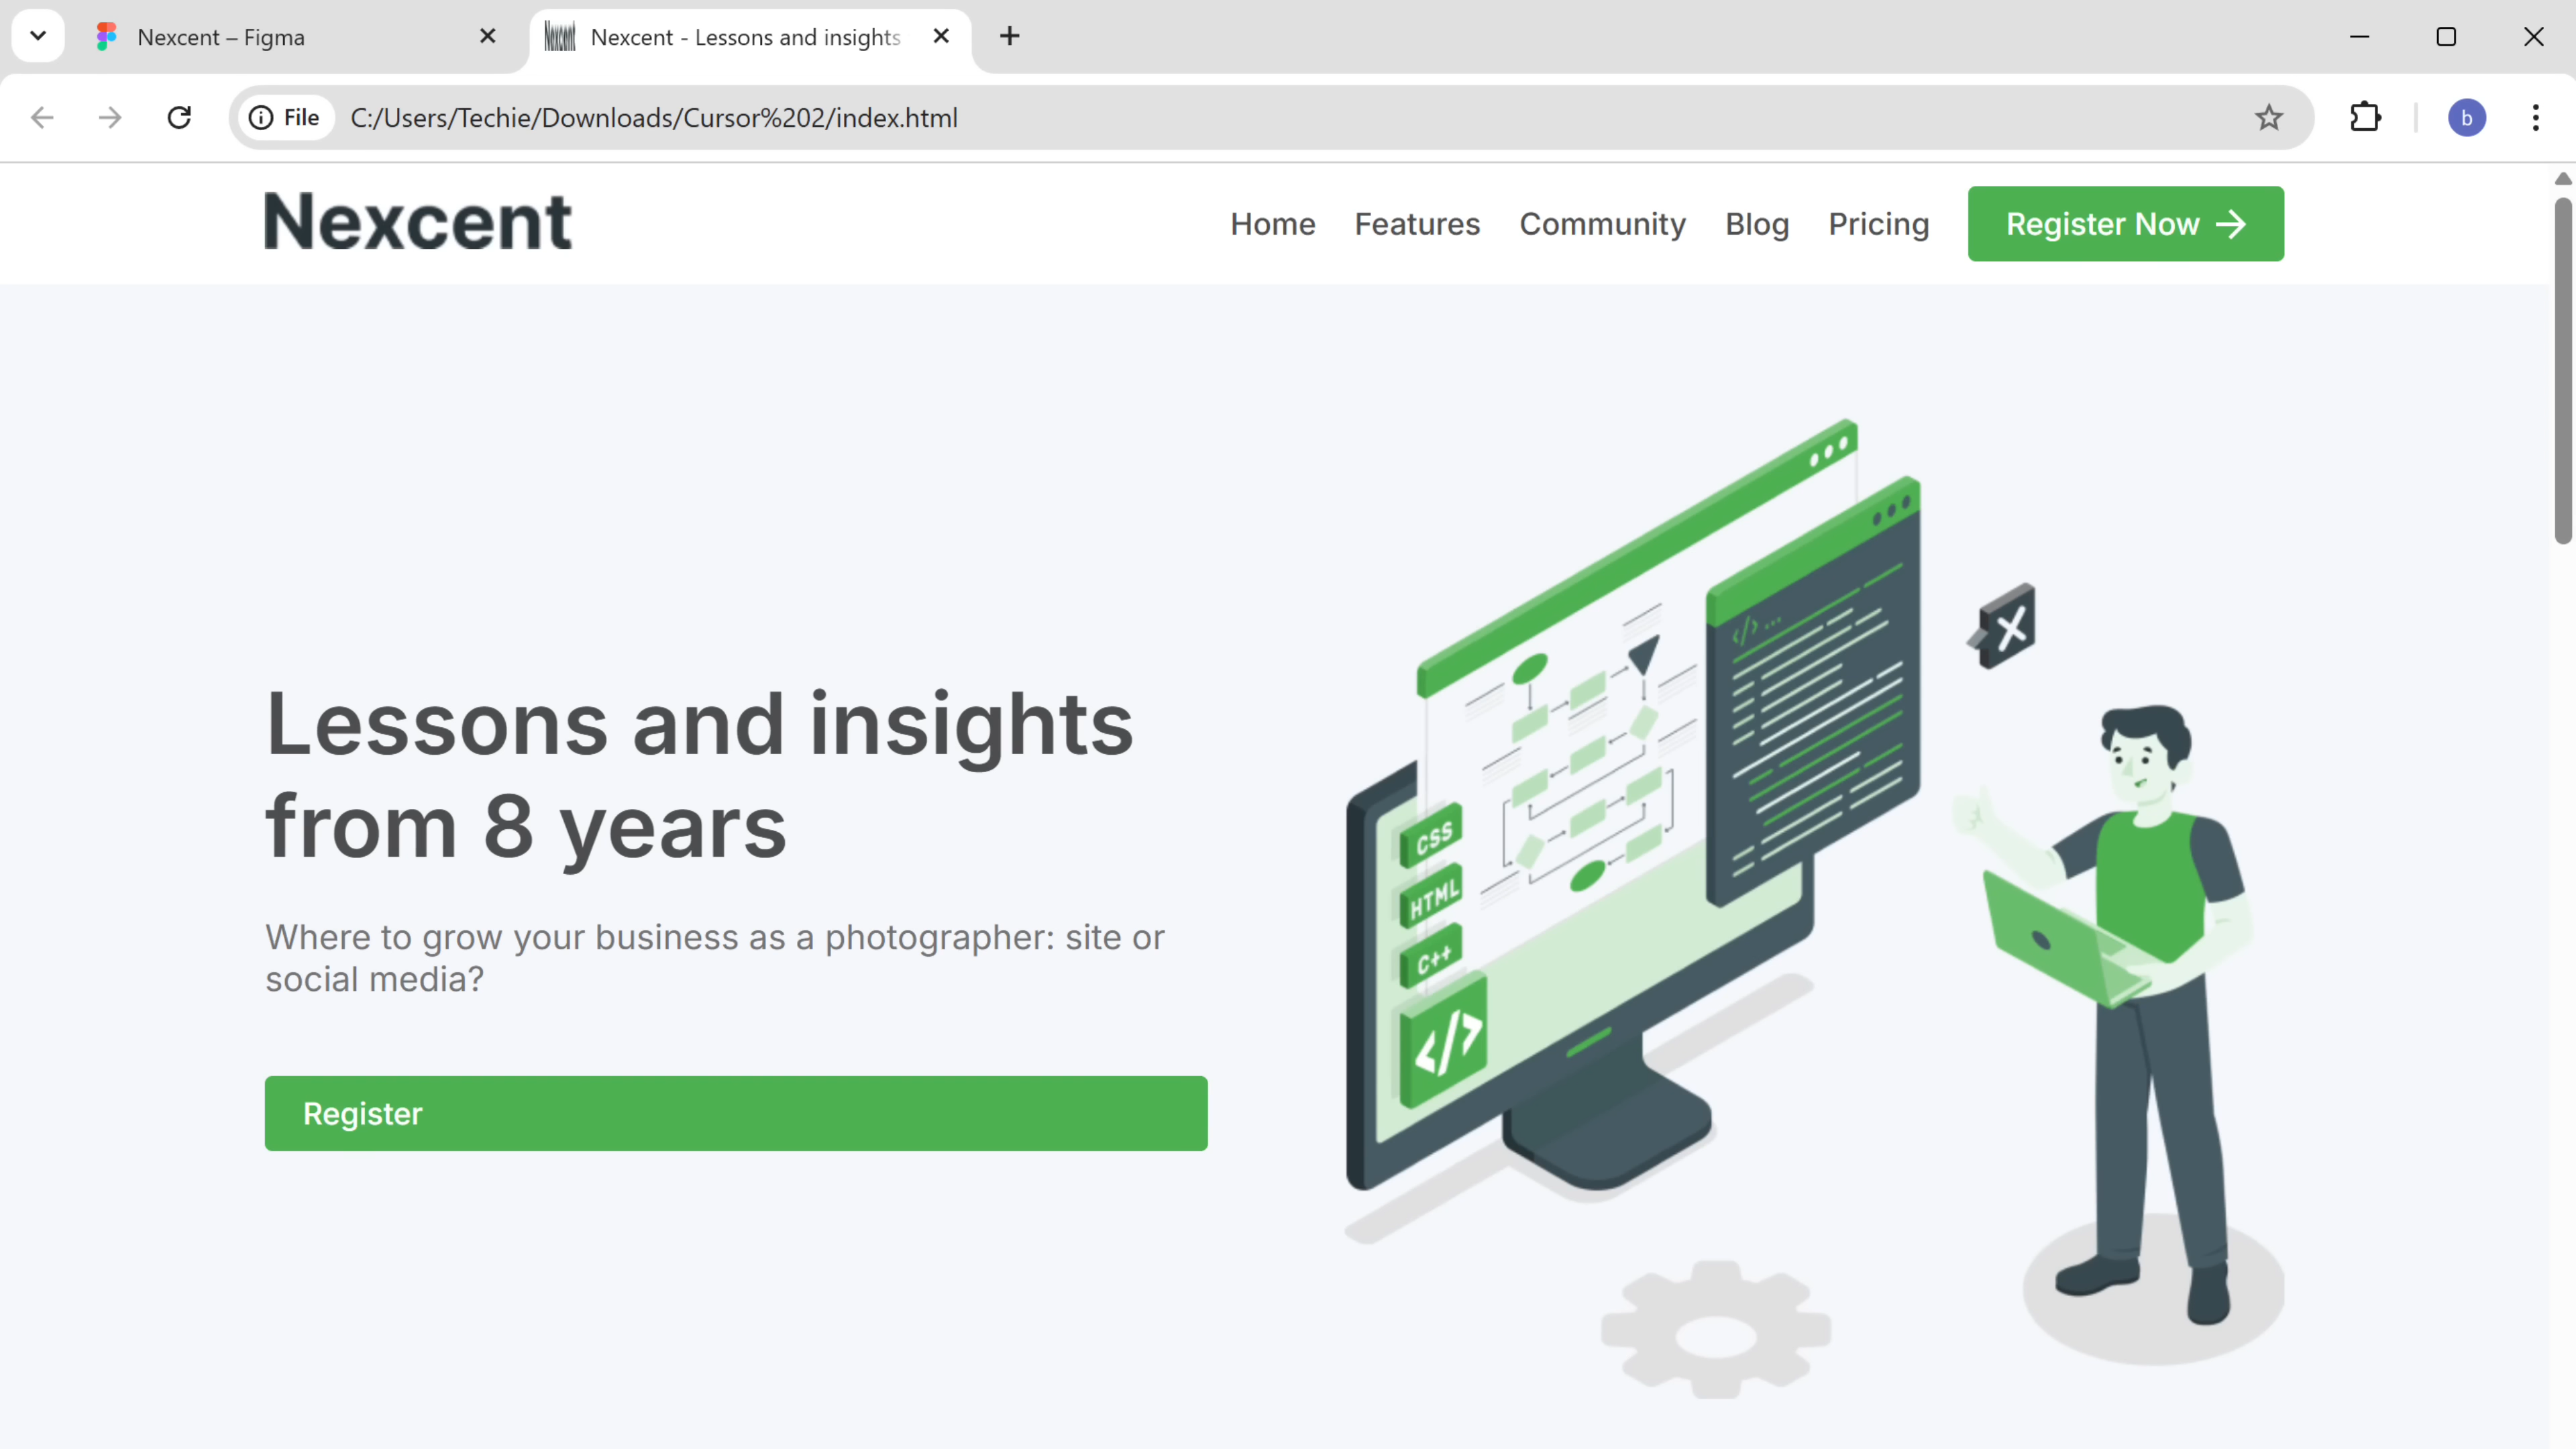 Nexcent – Figma
Nexcent
Nexcent - Lessons and insights
File
C:/Users/Techie/Downloads/Cursor%202/index.html
b
Nexcent
Home
Features
Community
Blog
Pricing
Register Now
Lessons and insights
from 8 years
Where to grow your business as a photographer: site or
social media?
Register
</> ...
X
CSS
HTML
C++
</>